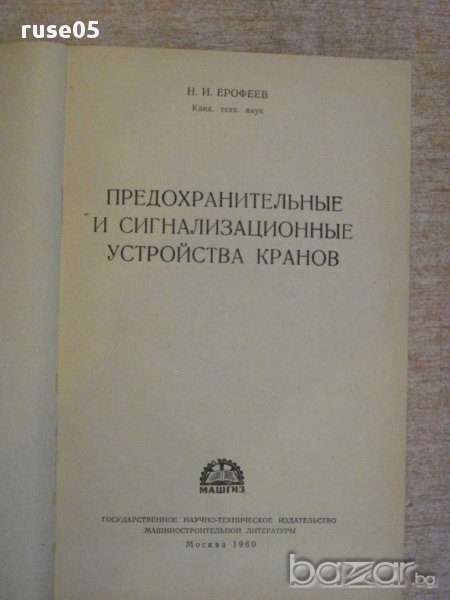 ruse05
Н. И. ЕРОФЕЕВ
Канд. техн. наук
ПРЕДОХРАНИТЕЛЬНЫЕ
И СИГНАЛИЗАЦИОННЫЕ
УСТРОЙСТВА КРАНОВ
МАШГИЗ
ГОСУДАРСТВЕННОЕ НАУЧНО-ТЕХНИЧЕСКОЕ ИЗДАТЕЛЬСТВО
МАШИНОСТРОИТЕЛЬНОЙ ЛИТЕРАТУРЫ
Москва 1960
bazar.бг